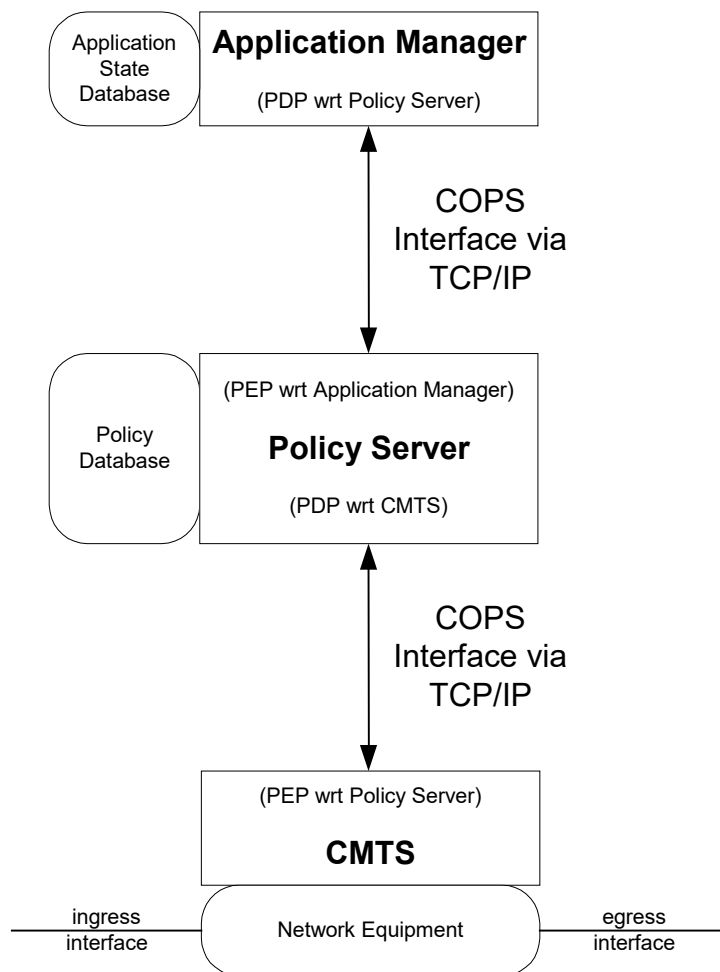 Application
State
Database
Application Manager
(PDP wrt Policy Server)
COPS
Interface via
TCP/IP
Policy
Database
(PEP wrt Application Manager)
Policy Server
(PDP wrt CMTS)
COPS
Interface via
TCP/IP
(PEP wrt Policy Server)
CMTS
ingress
interface
Network Equipment
egress
interface